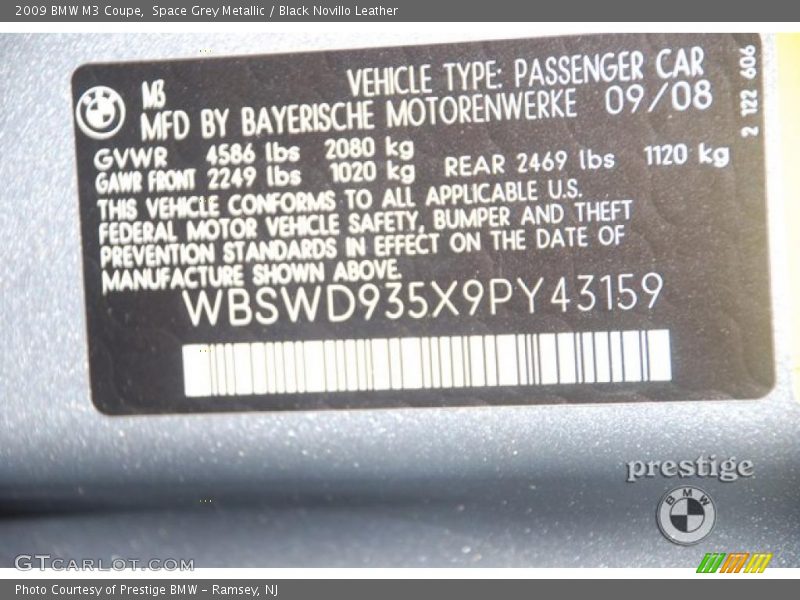 2009 BMW M3 Coupe,  Space Grey Metallic / Black Novillo Leather
M3
VEHICLE TYPE: PASSENGER CAR
MFD BY BAYERISCHE MOTORENWERKE 09/08
GVWR 4586 lbs 2080 kg
GAWR FRONT 2249 lbs 1020 kg REAR 2469 lbs 1120 kg
THIS VEHICLE CONFORMS TO ALL APPLICABLE U.S.
FEDERAL MOTOR VEHICLE SAFETY, BUMPER AND THEFT
PREVENTION STANDARDS IN EFFECT ON THE DATE OF
MANUFACTURE SHOWN ABOVE.
WBSWD935X9PY43159
2 122 606
prestige
BMW
GTcarlot.com
Photo Courtesy of Prestige BMW – Ramsey, NJ